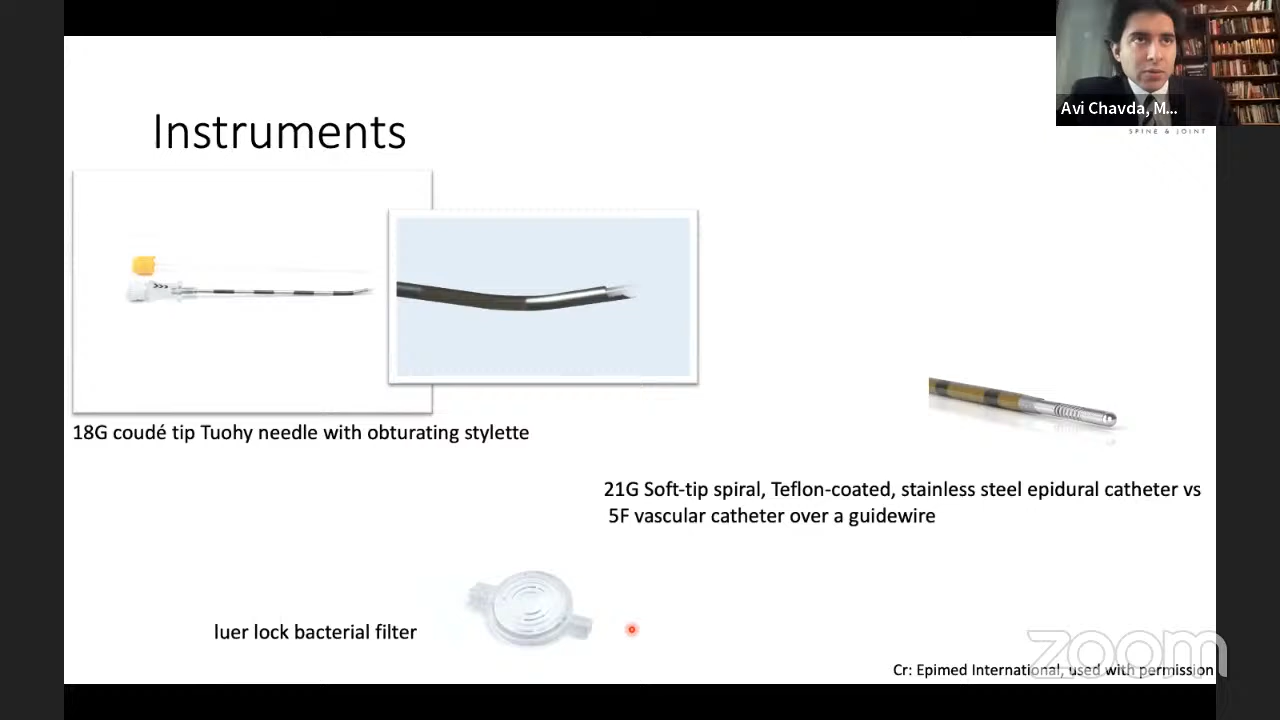 Avi Chavda, M...
SPINE & JOINT
Instruments
18G coudé tip Tuohy needle with obturating stylette
21G Soft-tip spiral, Teflon-coated, stainless steel epidural catheter vs
5F vascular catheter over a guidewire
luer lock bacterial filter
zoom
Cr: Epimed International, used with permission